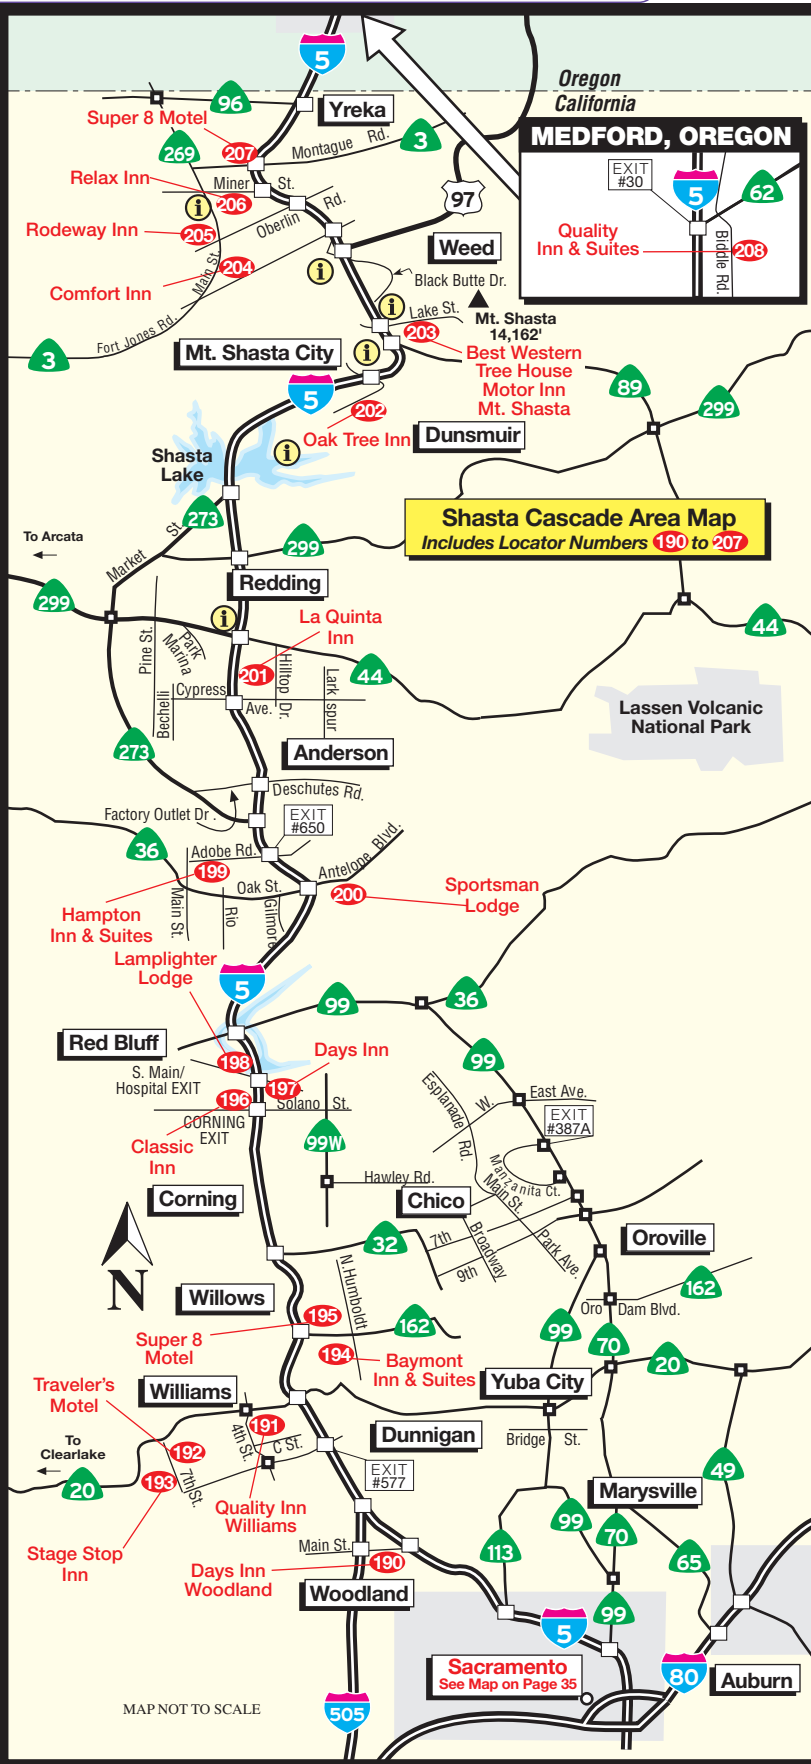 5
Oregon
California
96
Yreka
Super 8 Motel
207
269
Montague Rd.
3
MEDFORD, OREGON
EXIT
#30
5
62
Quality
Inn & Suites
208
Biddle Rd.
Relax Inn
Miner St.
206
i
97
Rodeway Inn
205
Oberlin Rd.
Weed
Main St.
204
i
Comfort Inn
Black Butte Dr.
i
Lake St.
Mt. Shasta
14,162'
Fort Jones Rd.
3
203
Mt. Shasta City
i
Best Western
Tree House
Motor Inn
Mt. Shasta
89
299
5
202
Oak Tree Inn
Dunsmuir
Shasta
Lake
i
273
Shasta Cascade Area Map
Includes Locator Numbers 190 to 207
To Arcata
Market St.
299
299
Redding
i
La Quinta
Inn
44
Pine St.
Park
Marina
201
Hilltop Dr.
44
Cypress
Ave.
Bechelli
Lark spur
Lassen Volcanic
National Park
273
Anderson
Deschutes Rd.
Factory Outlet Dr.
EXIT
#650
36
Adobe Rd.
199
Antelope Blvd.
Oak St.
200
Sportsman
Lodge
Main St.
Rio
Gilmore
Hampton
Inn & Suites
Lamplighter
Lodge
5
99
36
Red Bluff
198
Days Inn
99
S. Main/
Hospital EXIT
197
196
Solano St.
CORNING
EXIT
Classic
Inn
99W
Esplanade Rd.
W. East Ave.
EXIT
#387A
Manzanita Ct.
Hawley Rd.
Corning
Chico
Main St.
N
32
7th
9th
Broadway
Park Ave.
Oroville
N.Humboldt
Willows
162
Oro Dam Blvd.
195
162
99
70
Super 8
Motel
194
Baymont
Inn & Suites
20
Traveler's
Motel
Williams
Yuba City
191
4th St.
C St.
Dunnigan
Bridge St.
To
Clearlake
192
20
193
7th St.
EXIT
#577
49
Quality Inn
Williams
Marysville
99
70
Stage Stop
Inn
Main St.
190
113
65
Days Inn
Woodland
Woodland
99
5
Sacramento
See Map on Page 35
80
Auburn
MAP NOT TO SCALE
505